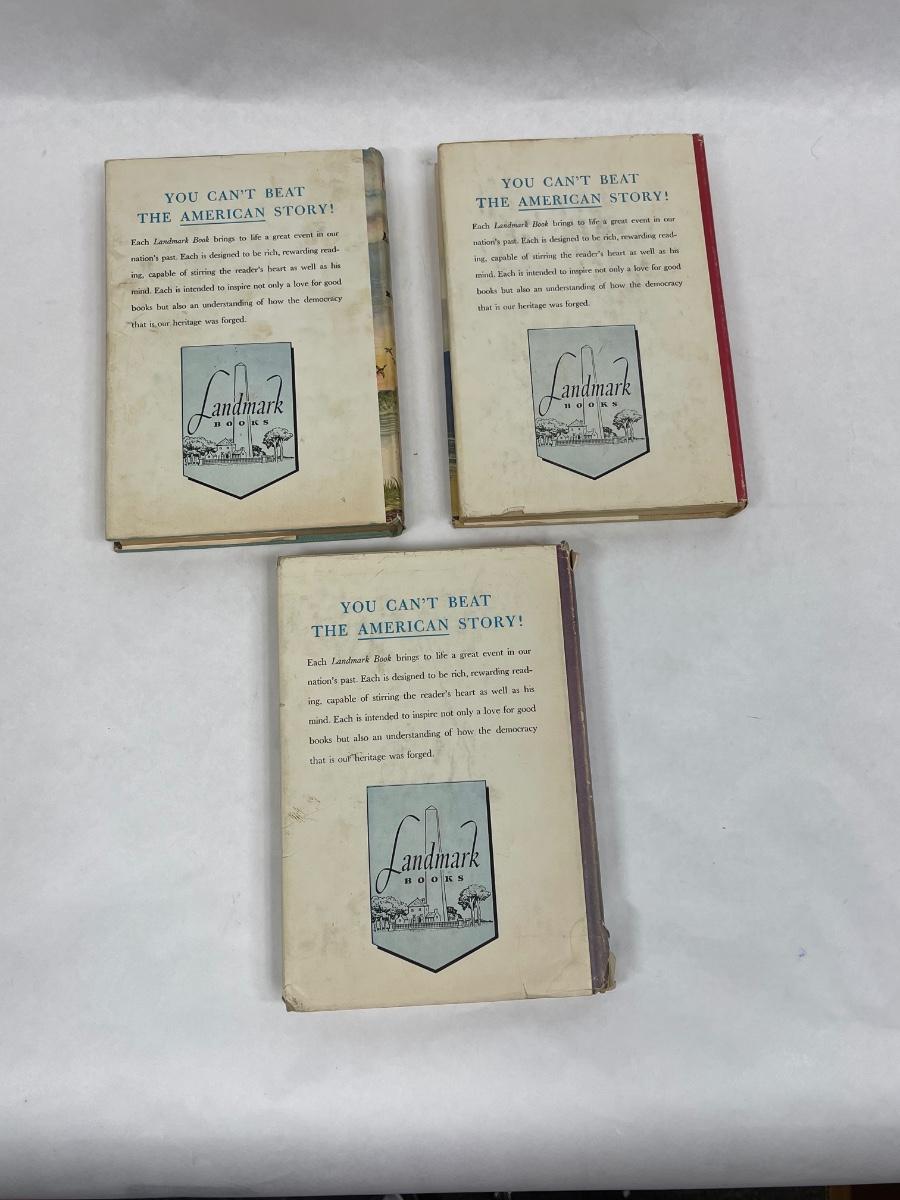 YOU CAN'T BEAT
THE AMERICAN STORY!
Each Landmark Book brings to life a great event in our
nation's past. Each is designed to be rich, rewarding read-
ing, capable of stirring the reader's heart as well as his
mind. Each is intended to inspire not only a love for good
books but also an understanding of how the democracy
that is our heritage was forged.
Landmark
BOOKS
YOU CAN'T BEAT
THE AMERICAN STORY!
Each Landmark Book brings to life a great event in our
nation's past. Each is designed to be rich, rewarding read-
ing, capable of stirring the reader's heart as well as his
mind. Each is intended to inspire not only a love for good
books but also an understanding of how the democracy
that is our heritage was forged.
Landmark
BOOKS
YOU CAN'T BEAT
THE AMERICAN STORY!
Each Landmark Book brings to life a great event in our
nation's past. Each is designed to be rich, rewarding read-
ing, capable of stirring the reader's heart as well as his
mind. Each is intended to inspire not only a love for good
books but also an understanding of how the democracy
that is our heritage was forged.
Landmark
BOOKS